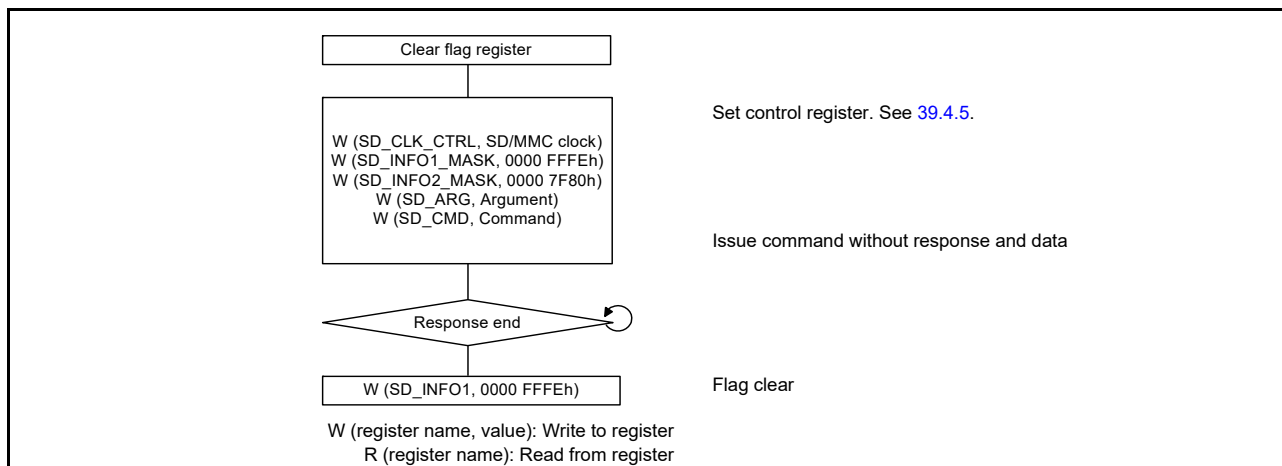 Clear flag register
Set control register. See 39.4.5.
W (SD_CLK_CTRL, SD/MMC clock)
W (SD_INFO1_MASK, 0000 FFFEh)
W (SD_INFO2_MASK, 0000 7F80h)
W (SD_ARG, Argument)
W (SD_CMD, Command)
Issue command without response and data
Response end
W (SD_INFO1, 0000 FFFEh)
Flag clear
W (register name, value): Write to register
R (register name): Read from register